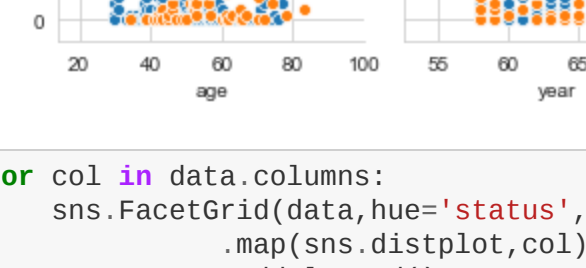 0
20 40 60 80 100 55 60 65
age year
or col in data.columns:
sns.FacetGrid(data,hue='status',
.map(sns.distplot,col)